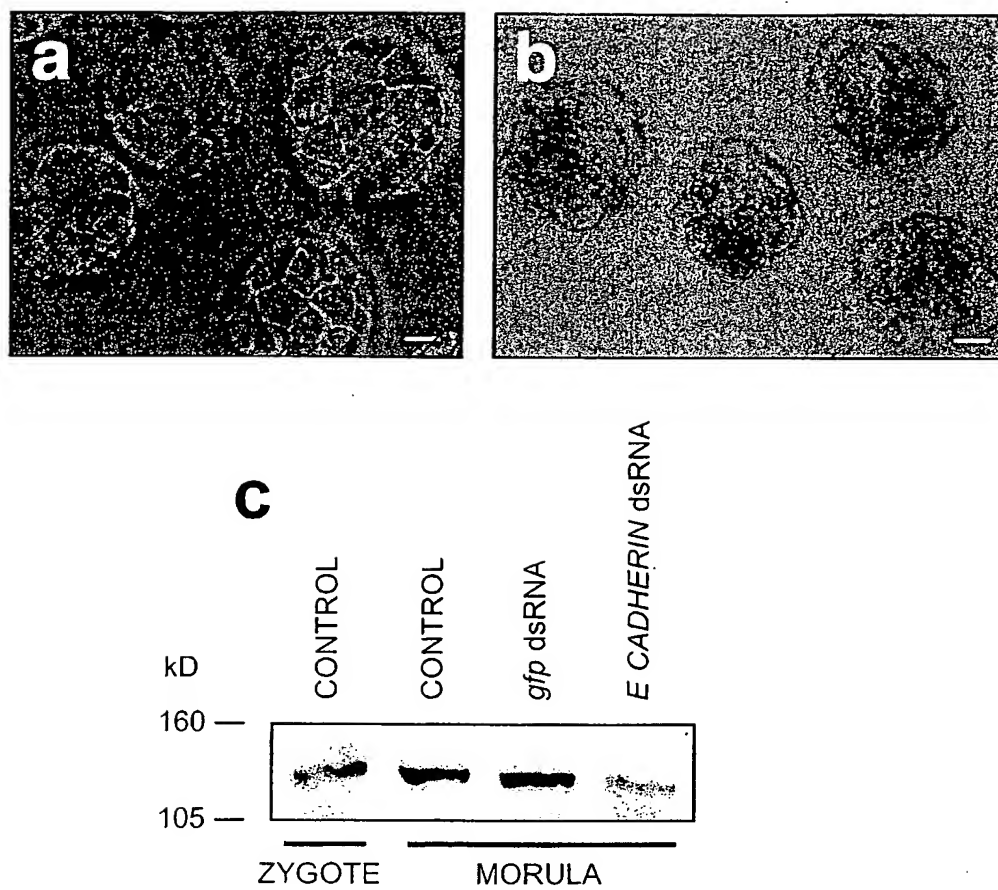 a
b
c
CONTROL
CONTROL
gfp dsRNA
E CADHERIN dsRNA
kD
160
105
ZYGOTE
MORULA